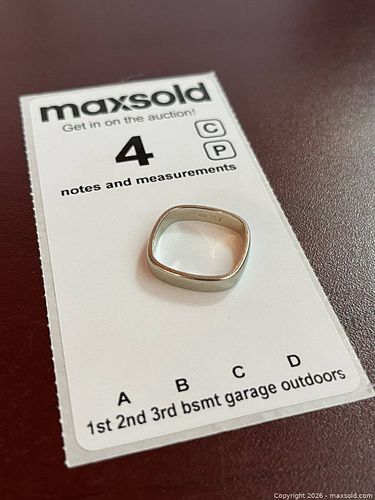 maxsold
Get in on the auction!
4
C
P
notes and measurements
A B C D
1st 2nd 3rd bsmt garage outdoors
Copyright 2026 - maxsold.com